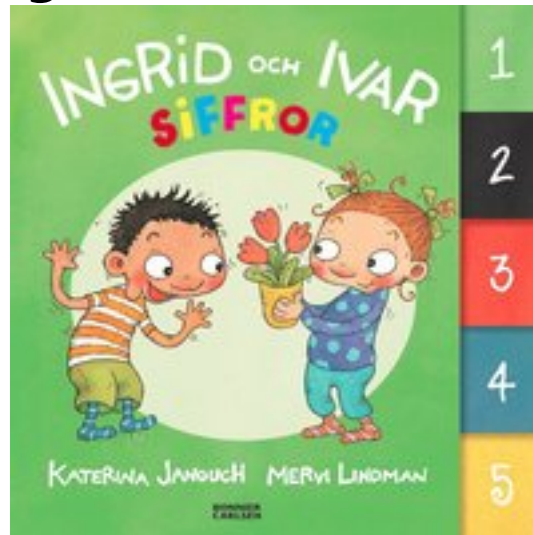 INGRiD OCH IVAR
SiFFROR
1
2
3
4
5
KATERINA JANOUCH MERVI LINDMAN
BONNIER
CARLSEN